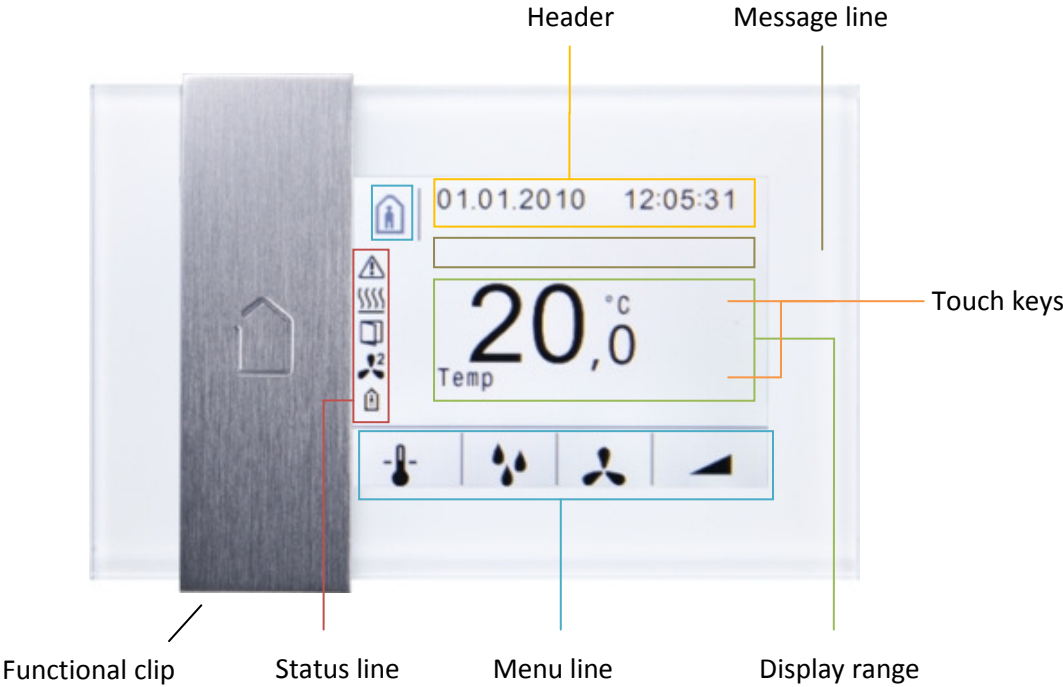 Header
Message line
01.01.2010 12:05:31
20,0 °C
Temp
2
Touch keys
Functional clip
Status line
Menu line
Display range